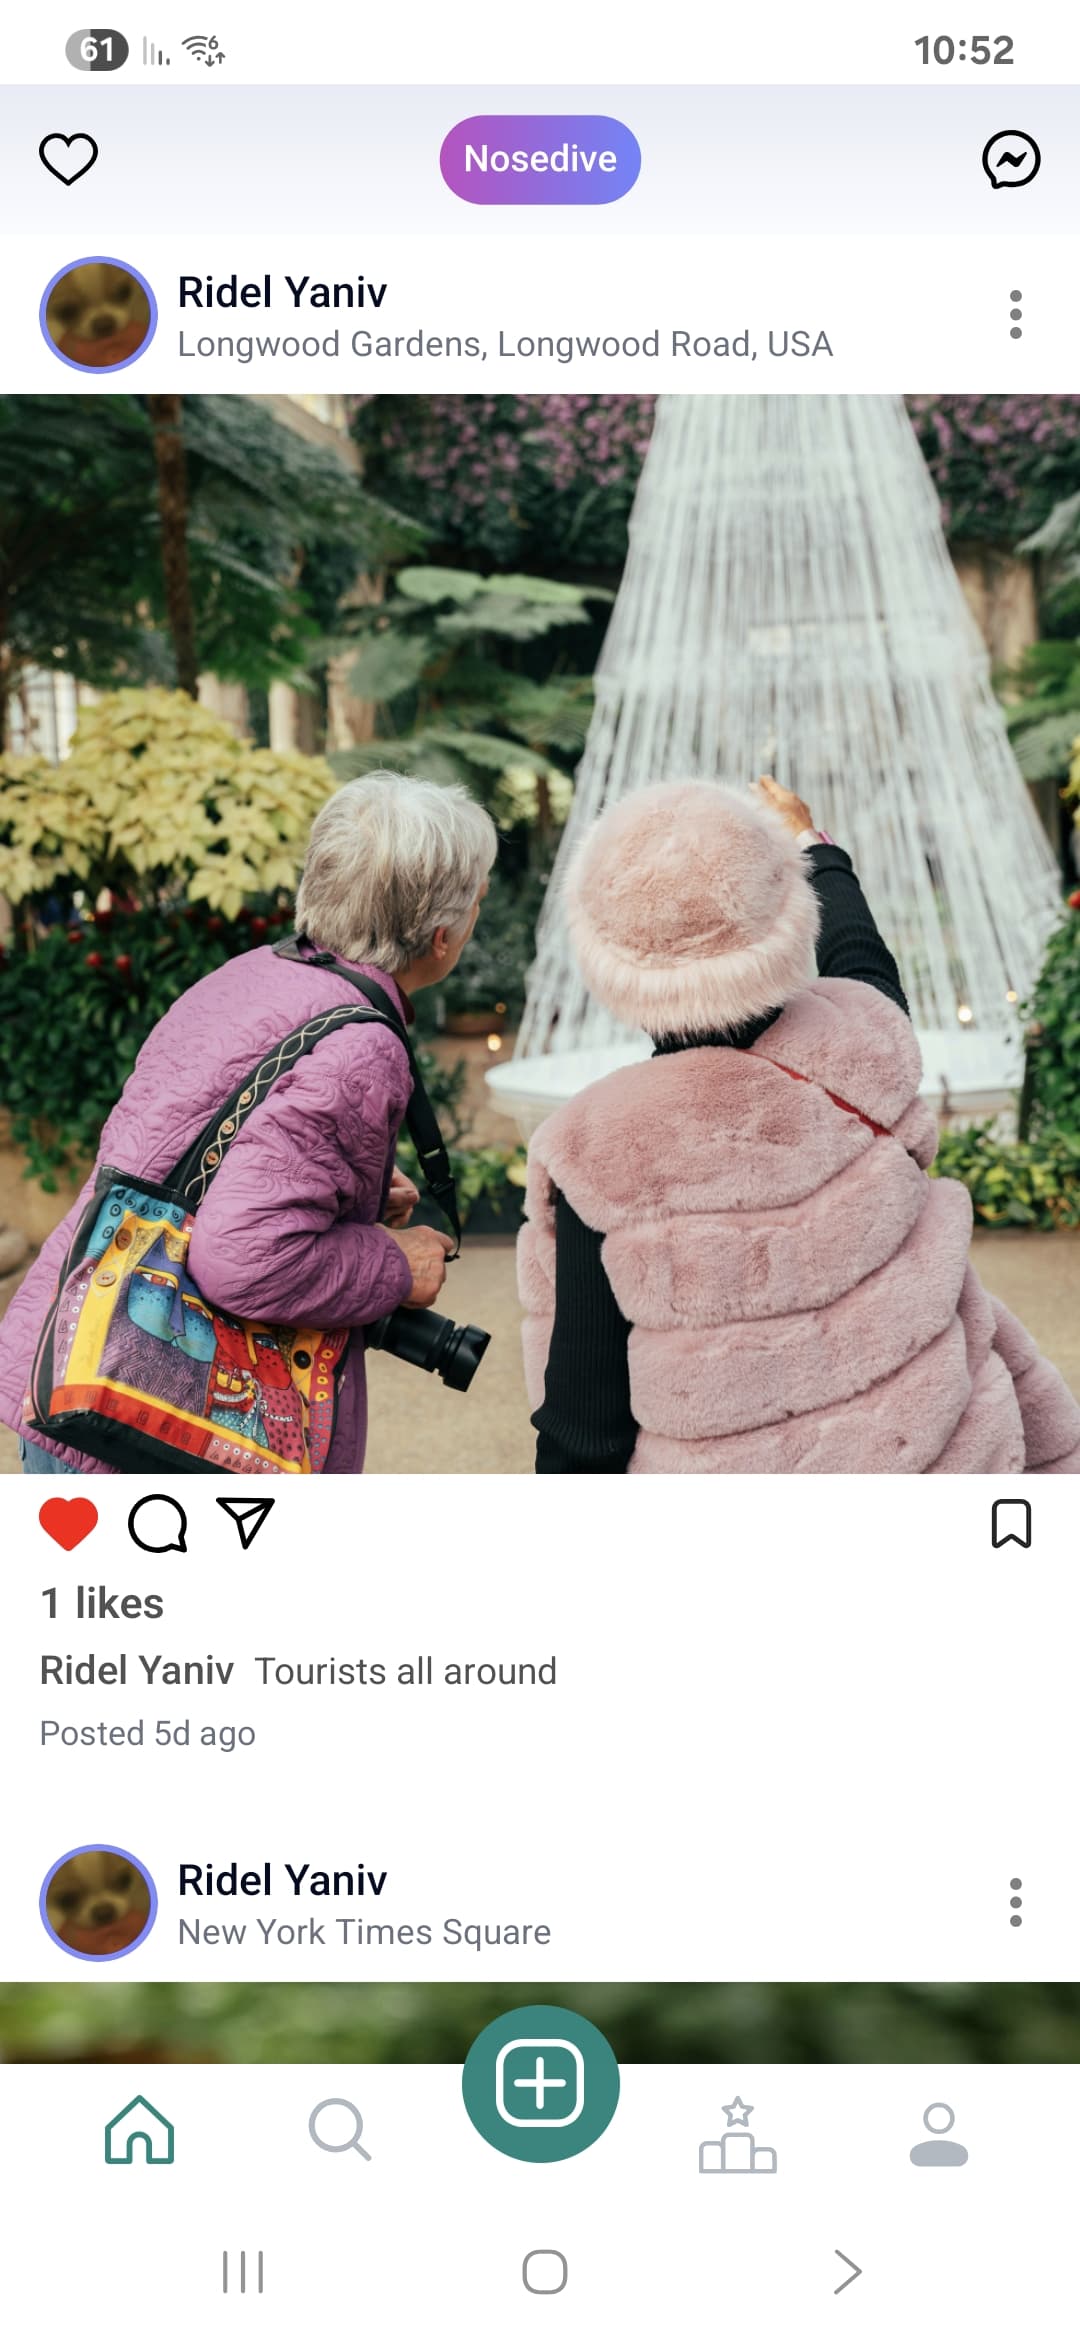 61
6
10:52
Nosedive
Ridel Yaniv
Longwood Gardens, Longwood Road, USA
1 likes
Ridel Yaniv Tourists all around
Posted 5d ago
Ridel Yaniv
New York Times Square